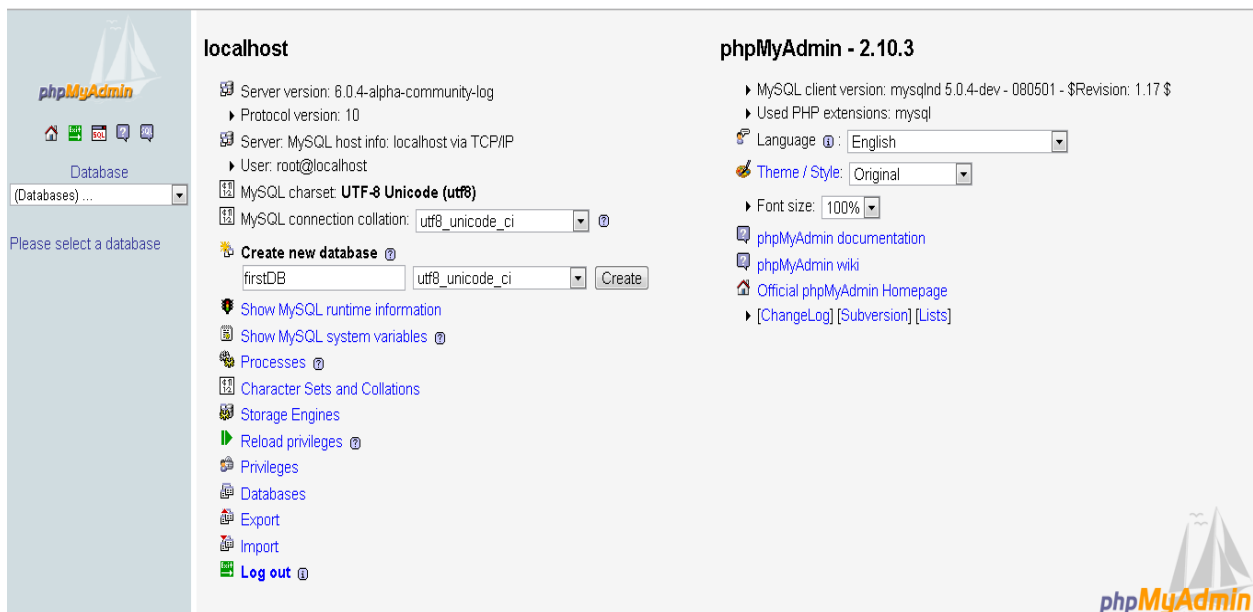 phpMyAdmin
Database
(Databases) ...
Please select a database
localhost
Server version: 6.0.4-alpha-community-log
Protocol version: 10
Server: MySQL host info: localhost via TCP/IP
User: root@localhost
MySQL charset: UTF-8 Unicode (utf8)
MySQL connection collation: utf8_unicode_ci
Create new database
firstDB utf8_unicode_ci Create
Show MySQL runtime information
Show MySQL system variables
Processes
Character Sets and Collations
Storage Engines
Reload privileges
Privileges
Databases
Export
Import
Log out
phpMyAdmin - 2.10.3
MySQL client version: mysqlnd 5.0.4-dev - 080501 - $Revision: 1.17 $
Used PHP extensions: mysql
Language : English
Theme / Style: Original
Font size: 100%
phpMyAdmin documentation
phpMyAdmin wiki
Official phpMyAdmin Homepage
[ChangeLog] [Subversion] [Lists]
phpMyAdmin